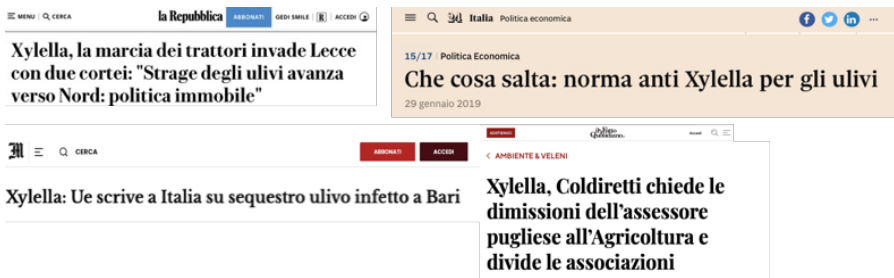 MENU CERCA la Repubblica ABBONATI GEDI SMILE R ACCEDI
Xylella, la marcia dei trattori invade Lecce
con due cortei: "Strage degli ulivi avanza
verso Nord: politica immobile"
24 Italia Politica economica
15/17 Politica Economica
Che cosa salta: norma anti Xylella per gli ulivi
29 gennaio 2019
M CERCA ABBONATI ACCEDI
Xylella: Ue scrive a Italia su sequestro ulivo infetto a Bari
il Fatto Quotidiano Accedi
< AMBIENTE & VELENI
Xylella, Coldiretti chiede le
dimissioni dell'assessore
pugliese all'Agricoltura e
divide le associazioni